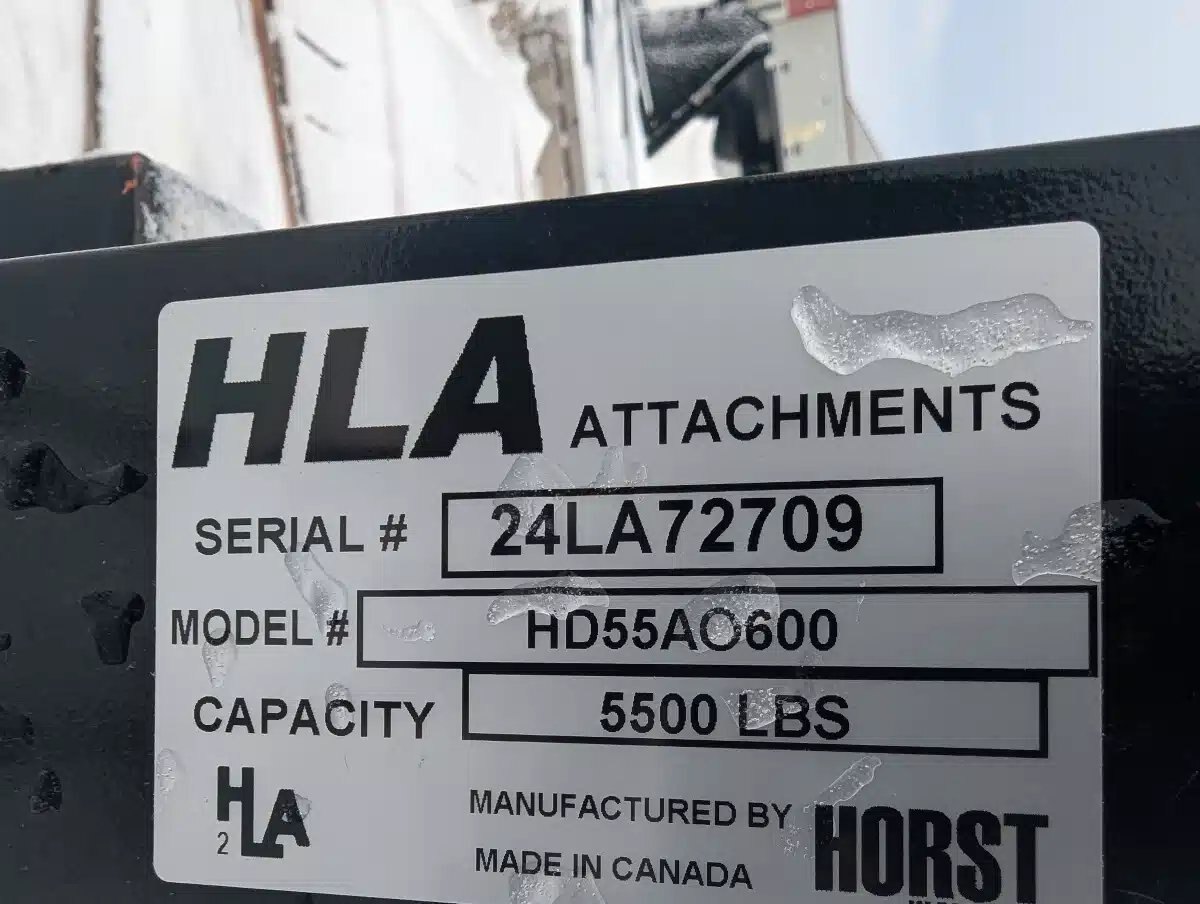 HLA ATTACHMENTS
SERIAL # 24LA72709
MODEL # HD55AO600
CAPACITY 5500 LBS
HLA
2
MANUFACTURED BY HORST
MADE IN CANADA